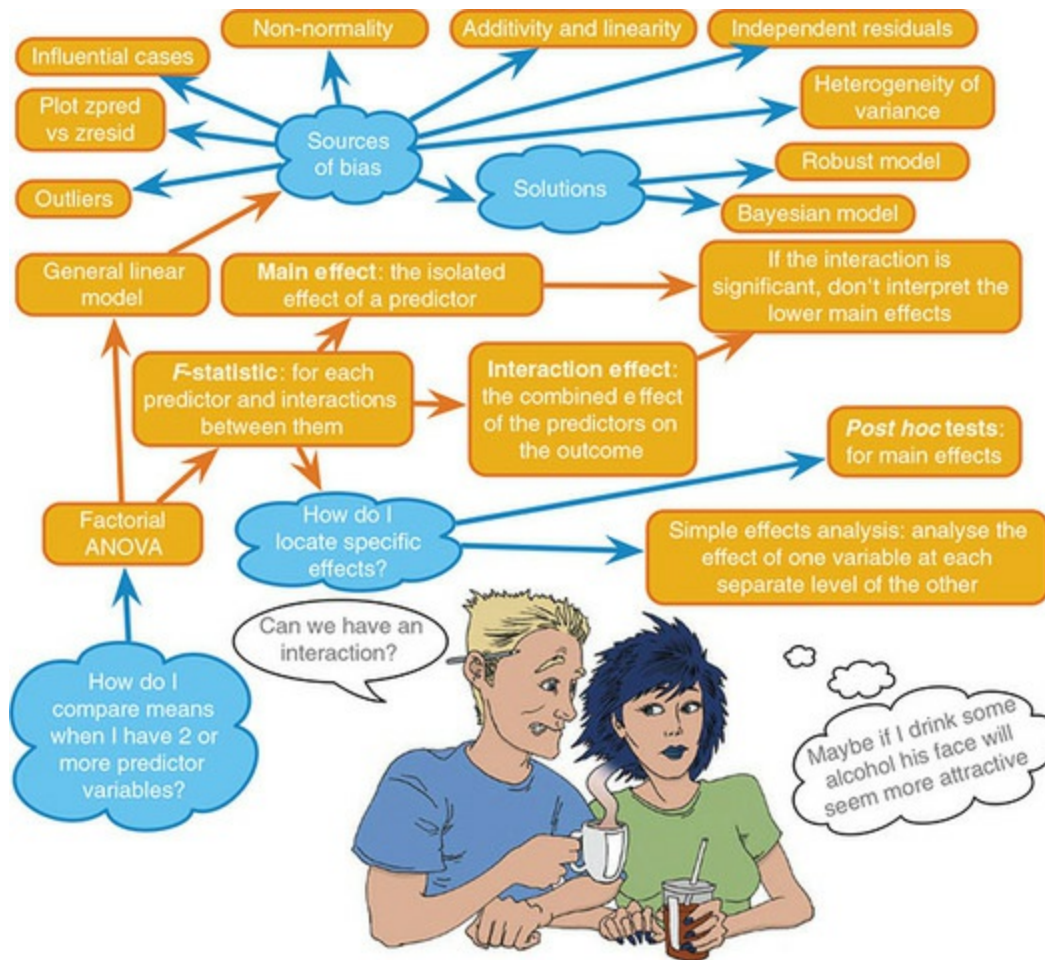 Non-normality
Additivity and linearity
Independent residuals
Influential cases
Plot zpred
vs zresid
Sources
of bias
Heterogeneity of
variance
Outliers
Solutions
Robust model
Bayesian model
General linear
model
Main effect: the isolated
effect of a predictor
If the interaction is
significant, don't interpret the
lower main effects
F-statistic: for each
predictor and interactions
between them
Interaction effect:
the combined effect
of the predictors on
the outcome
Post hoc tests:
for main effects
Factorial
ANOVA
How do I
locate specific
effects?
Simple effects analysis: analyse the
effect of one variable at each
separate level of the other
Can we have an
interaction?
How do I
compare means
when I have 2 or
more predictor
variables?
Maybe if I drink some
alcohol his face will
seem more attractive